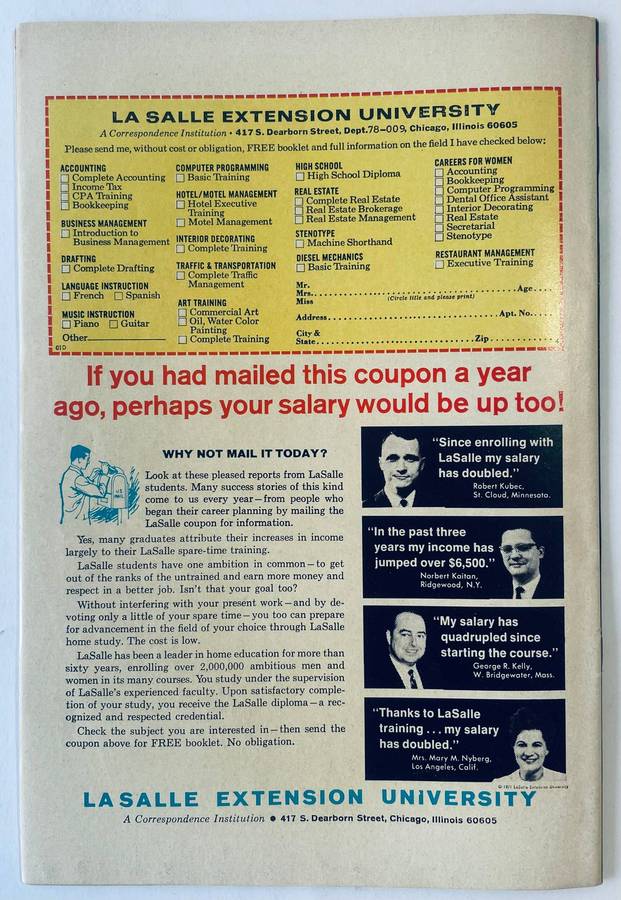 LA SALLE EXTENSION UNIVERSITY
A Correspondence Institution • 417 S. Dearborn Street, Dept.78-009, Chicago, Illinois 60605
Please send me, without cost or obligation, FREE booklet and full information on the field I have checked below:
ACCOUNTING
Complete Accounting
Income Tax
CPA Training
Bookkeeping
BUSINESS MANAGEMENT
Introduction to
Business Management
DRAFTING
Complete Drafting
LANGUAGE INSTRUCTION
French Spanish
MUSIC INSTRUCTION
Piano Guitar
Other
01D
COMPUTER PROGRAMMING
Basic Training
HOTEL/MOTEL MANAGEMENT
Hotel Executive
Training
Motel Management
INTERIOR DECORATING
Complete Training
TRAFFIC & TRANSPORTATION
Complete Traffic
Management
ART TRAINING
Commercial Art
Oil, Water Color
Painting
Complete Training
HIGH SCHOOL
High School Diploma
REAL ESTATE
Complete Real Estate
Real Estate Brokerage
Real Estate Management
STENOTYPE
Machine Shorthand
DIESEL MECHANICS
Basic Training
CAREERS FOR WOMEN
Accounting
Bookkeeping
Computer Programming
Dental Office Assistant
Interior Decorating
Real Estate
Secretarial
Stenotype
RESTAURANT MANAGEMENT
Executive Training
Mr.
Mrs. Age
Miss (Circle title and please print)
Address Apt. No.
City &
State Zip
If you had mailed this coupon a year
ago, perhaps your salary would be up too!
U.S.
MAIL
WHY NOT MAIL IT TODAY?
Look at these pleased reports from LaSalle
students. Many success stories of this kind
come to us every year—from people who
began their career planning by mailing the
LaSalle coupon for information.
Yes, many graduates attribute their increases in income
largely to their LaSalle spare-time training.
LaSalle students have one ambition in common—to get
out of the ranks of the untrained and earn more money and
respect in a better job. Isn't that your goal too?
Without interfering with your present work—and by de-
voting only a little of your spare time—you too can prepare
for advancement in the field of your choice through LaSalle
home study. The cost is low.
LaSalle has been a leader in home education for more than
sixty years, enrolling over 2,000,000 ambitious men and
women in its many courses. You study under the supervision
of LaSalle's experienced faculty. Upon satisfactory comple-
tion of your study, you receive the LaSalle diploma—a rec-
ognized and respected credential.
Check the subject you are interested in—then send the
coupon above for FREE booklet. No obligation.
"Since enrolling with
LaSalle my salary
has doubled."
Robert Kubec,
St. Cloud, Minnesota.
"In the past three
years my income has
jumped over $6,500."
Norbert Kaitan,
Ridgewood, N.Y.
"My salary has
quadrupled since
starting the course."
George R. Kelly,
W. Bridgewater, Mass.
"Thanks to LaSalle
training ... my salary
has doubled."
Mrs. Mary M. Nyberg,
Los Angeles, Calif.
© 1971 LaSalle Extension University
LA SALLE EXTENSION UNIVERSITY
A Correspondence Institution • 417 S. Dearborn Street, Chicago, Illinois 60605